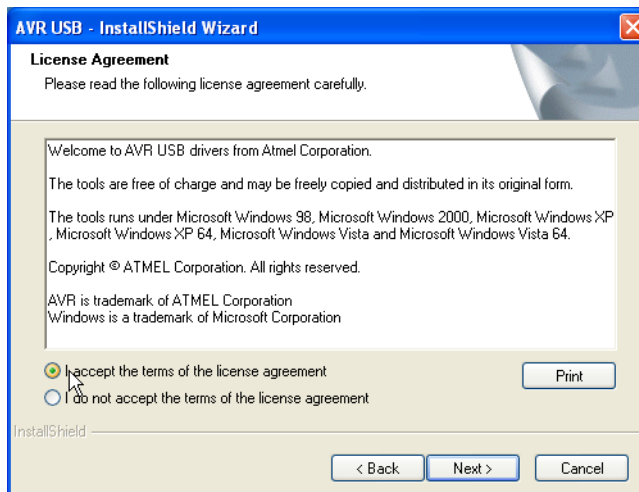 AVR USB - InstallShield Wizard
License Agreement
Please read the following license agreement carefully.
Welcome to AVR USB drivers from Atmel Corporation.
The tools are free of charge and may be freely copied and distributed in its original form.
The tools runs under Microsoft Windows 98, Microsoft Windows 2000, Microsoft Windows XP
, Microsoft Windows XP 64, Microsoft Windows Vista and Microsoft Windows Vista 64.
Copyright © ATMEL Corporation. All rights reserved.
AVR is trademark of ATMEL Corporation
Windows is a trademark of Microsoft Corporation
I accept the terms of the license agreement
Print
I do not accept the terms of the license agreement
InstallShield
< Back
Next >
Cancel